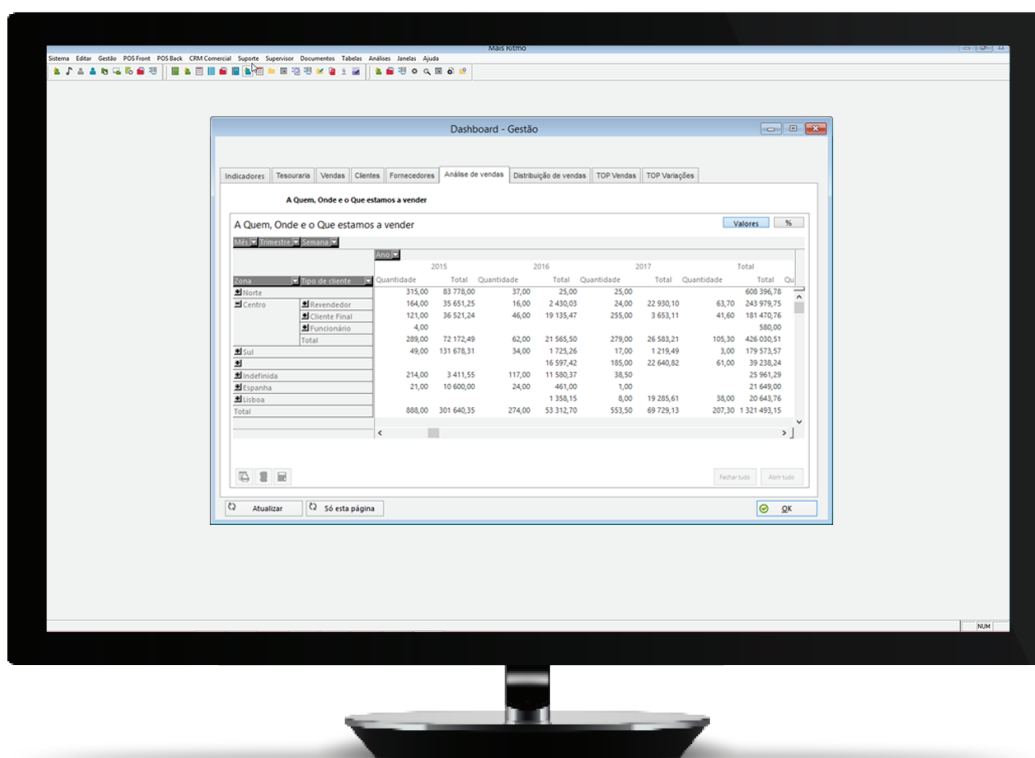 Mais Ritmo
Sistema Editar Gestão POS Front POS Back CRM Comercial Suporte Supervisor Documentos Tabelas Análises Janelas Ajuda
Dashboard - Gestão
Indicadores Tesouraria Vendas Clientes Fornecedores Análise de vendas Distribuição de vendas TOP Vendas TOP Variações
A Quem, Onde e o Que estamos a vender
A Quem, Onde e o Que estamos a vender Valores %
Mês Trimestre Semana
Ano
2015 2016 2017 Total
Zona Tipo de cliente Quantidade Total Quantidade Total Quantidade Total Quantidade Total Qu
Norte 315,00 83 778,00 37,00 25,00 25,00 608 396,78
Centro Revendedor 164,00 35 651,25 16,00 2 430,03 24,00 22 930,10 63,70 243 979,75
Cliente Final 121,00 36 521,24 46,00 19 135,47 255,00 3 653,11 41,60 181 470,76
Funcionário 4,00 580,00
Total 289,00 72 172,49 62,00 21 565,50 279,00 26 583,21 105,30 426 030,51
Sul 49,00 131 678,31 34,00 1 725,26 17,00 1 219,49 3,00 179 573,57
16 597,42 185,00 22 640,82 61,00 39 238,24
Indefinida 214,00 3 411,55 117,00 11 580,37 38,50 25 961,29
Espanha 21,00 10 600,00 24,00 461,00 1,00 21 649,00
Lisboa 1 358,15 8,00 19 285,61 38,00 20 643,76
Total 888,00 301 640,35 274,00 53 312,70 553,50 69 729,13 207,30 1 321 493,15
Fechar tudo Abrir tudo
Atualizar Só esta página OK
NUM